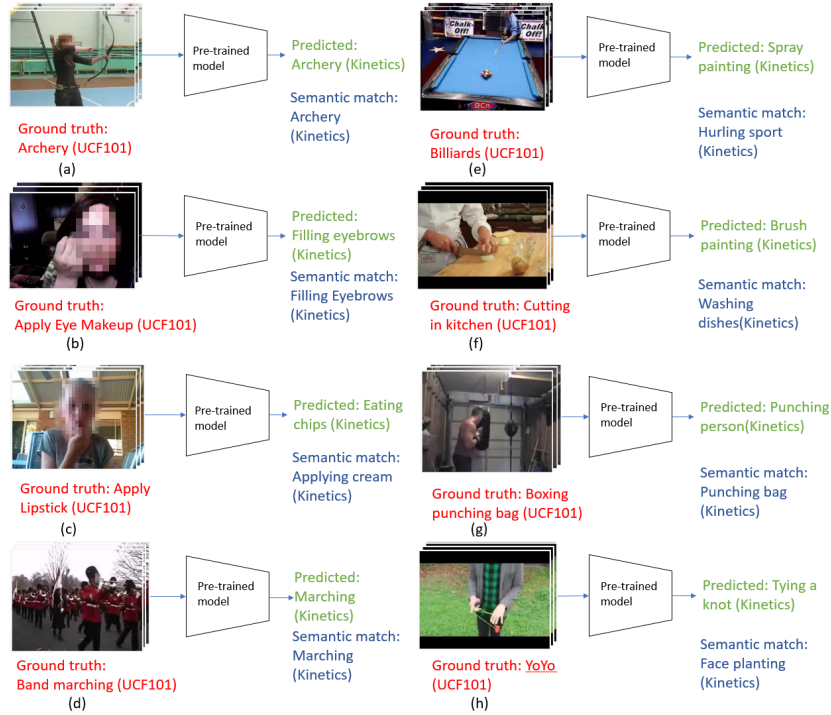 Pre-trained
model
Predicted:
Archery (Kinetics)
Semantic match:
Archery
(Kinetics)
Ground truth:
Archery (UCF101)
(a)
Pre-trained
model
Predicted:
Filling eyebrows
(Kinetics)
Semantic match:
Filling Eyebrows
(Kinetics)
Ground truth:
Apply Eye Makeup (UCF101)
(b)
Pre-trained
model
Predicted: Eating
chips (Kinetics)
Semantic match:
Applying cream
(Kinetics)
Ground truth: Apply
Lipstick (UCF101)
(c)
Pre-trained
model
Predicted:
Marching
(Kinetics)
Semantic match:
Marching
(Kinetics)
Ground truth:
Band marching (UCF101)
(d)
Chalk-
Off!
Chalk-
Off!
BCn
Pre-trained
model
Predicted: Spray
painting (Kinetics)
Semantic match:
Hurling sport
(Kinetics)
Ground truth:
Billiards (UCF101)
(e)
Pre-trained
model
Predicted: Brush
painting (Kinetics)
Semantic match:
Washing
dishes(Kinetics)
Ground truth: Cutting
in kitchen (UCF101)
(f)
Pre-trained
model
Predicted: Punching
person(Kinetics)
Semantic match:
Punching bag
(Kinetics)
Ground truth: Boxing
punching bag (UCF101)
(g)
Pre-trained
model
Predicted: Tying a
knot (Kinetics)
Semantic match:
Face planting
(Kinetics)
Ground truth: YoYo
(UCF101)
(h)